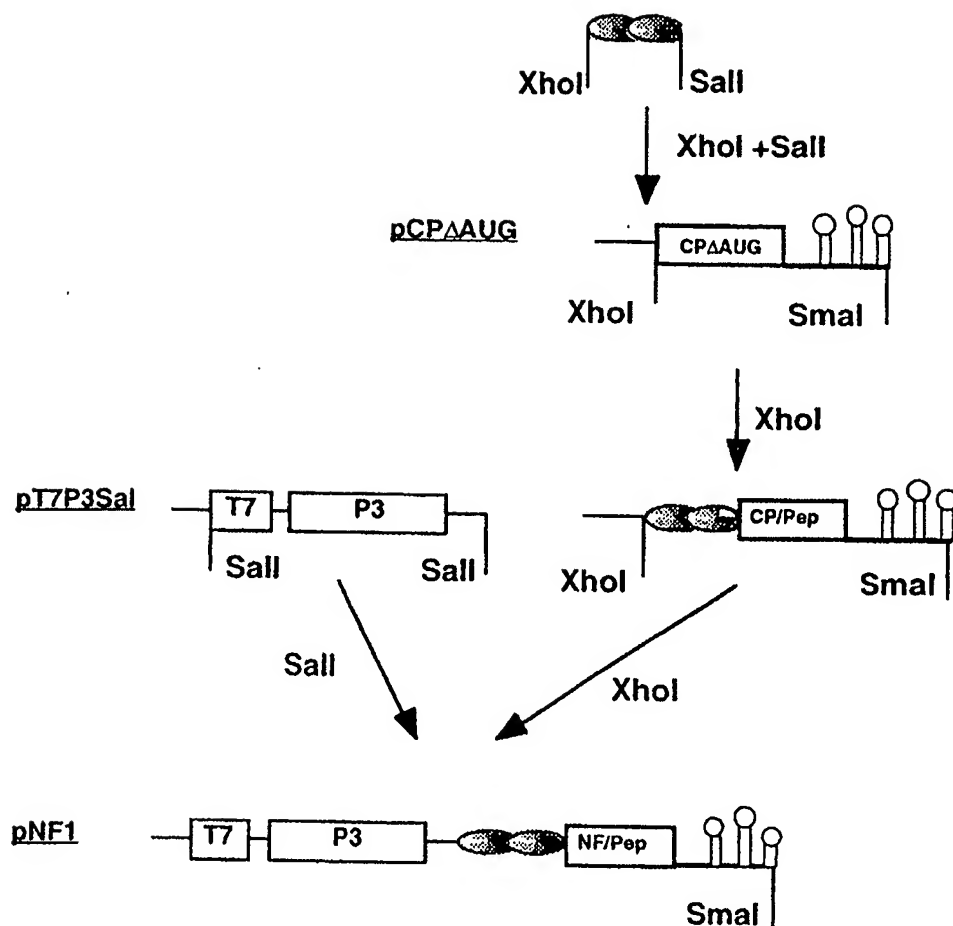 XhoI SalI
XhoI +SalI
pCPΔAUG
CPΔAUG
XhoI SmaI
XhoI
pT7P3Sal
T7 P3
SalI SalI
CP/Pep
XhoI SmaI
SalI
XhoI
pNF1
T7 P3 NF/Pep
SmaI